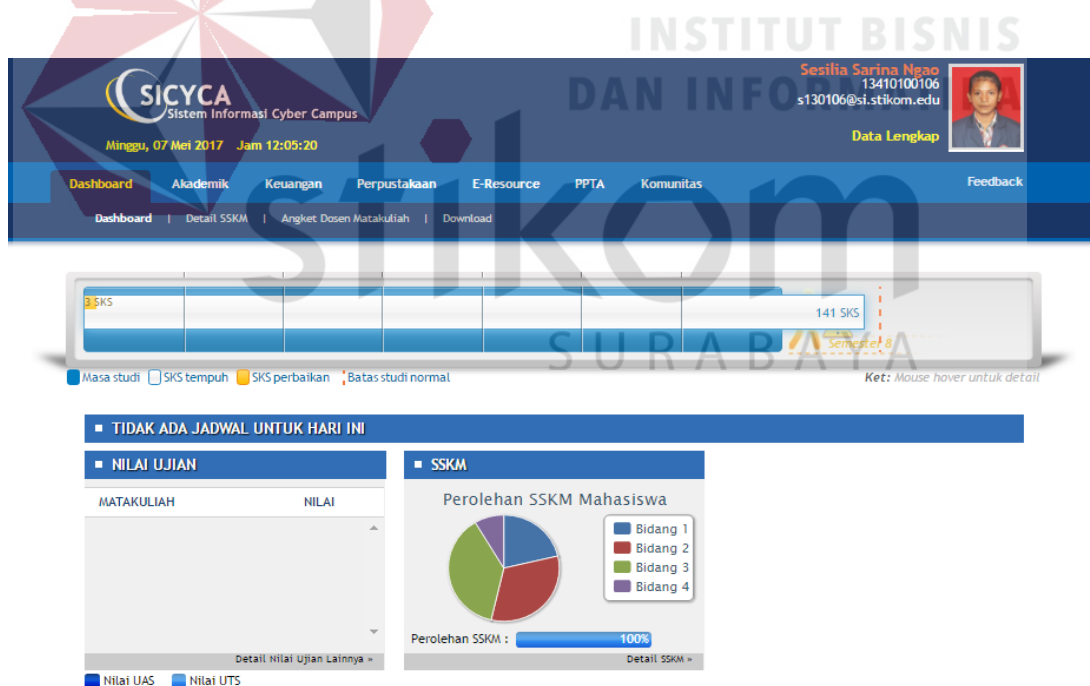 INSTITUT BISNIS
DAN INFORMATIKA
stikom
SURABAYA
SICYCA
Sistem Informasi Cyber Campus
Minggu, 07 Mei 2017 Jam 12:05:20
Sesilia Sarina Ngao
13410100106
s130106@si.stikom.edu
Data Lengkap
Dashboard Akademik Keuangan Perpustakaan E-Resource PPTA Komunitas Feedback
Dashboard | Detail SSKM | Angket Dosen Matakuliah | Download
3 SKS
141 SKS
Semester 8
Masa studi SKS tempuh SKS perbaikan Batas studi normal
Ket: Mouse hover untuk detail
TIDAK ADA JADWAL UNTUK HARI INI
NILAI UJIAN
MATAKULIAH NILAI
Detail Nilai Ujian Lainnya »
Nilai UAS Nilai UTS
SSKM
Perolehan SSKM Mahasiswa
Bidang 1
Bidang 2
Bidang 3
Bidang 4
Perolehan SSKM : 100%
Detail SSKM »